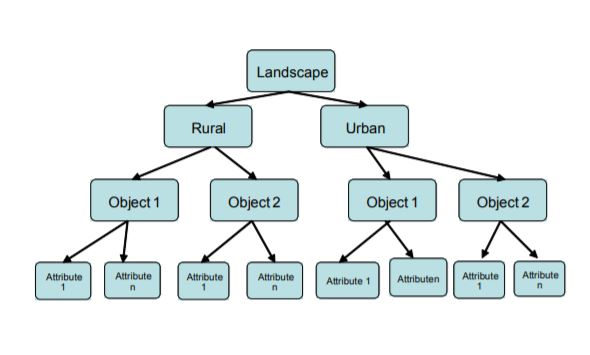 Landscape
Rural
Urban
Object 1
Object 2
Object 1
Object 2
Attribute
1
Attribute
n
Attribute
1
Attribute
n
Attribute 1
Attributen
Attribute
1
Attribute
n